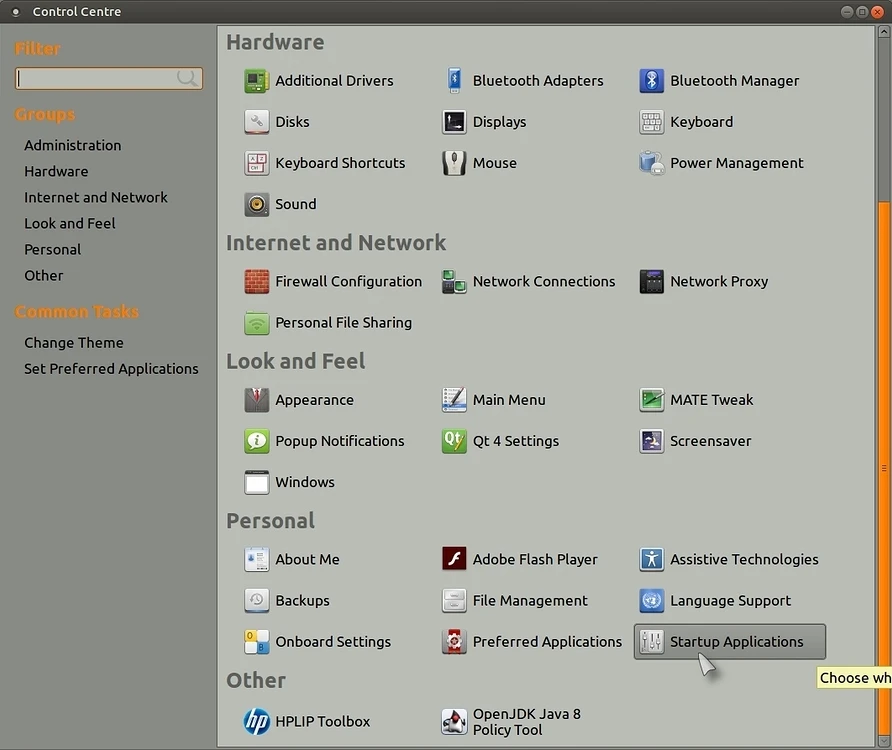 Control Centre
Filter
Groups
Administration
Hardware
Internet and Network
Look and Feel
Personal
Other
Common Tasks
Change Theme
Set Preferred Applications
Hardware
Additional Drivers
Bluetooth Adapters
Bluetooth Manager
Disks
Displays
Keyboard
Keyboard Shortcuts
Mouse
Power Management
Sound
Internet and Network
Firewall Configuration
Network Connections
Network Proxy
Personal File Sharing
Look and Feel
Appearance
Main Menu
MATE Tweak
Popup Notifications
Qt 4 Settings
Screensaver
Windows
Personal
About Me
Adobe Flash Player
Assistive Technologies
Backups
File Management
Language Support
Onboard Settings
Preferred Applications
Startup Applications
Choose wh
Other
HPLIP Toolbox
OpenJDK Java 8
Policy Tool